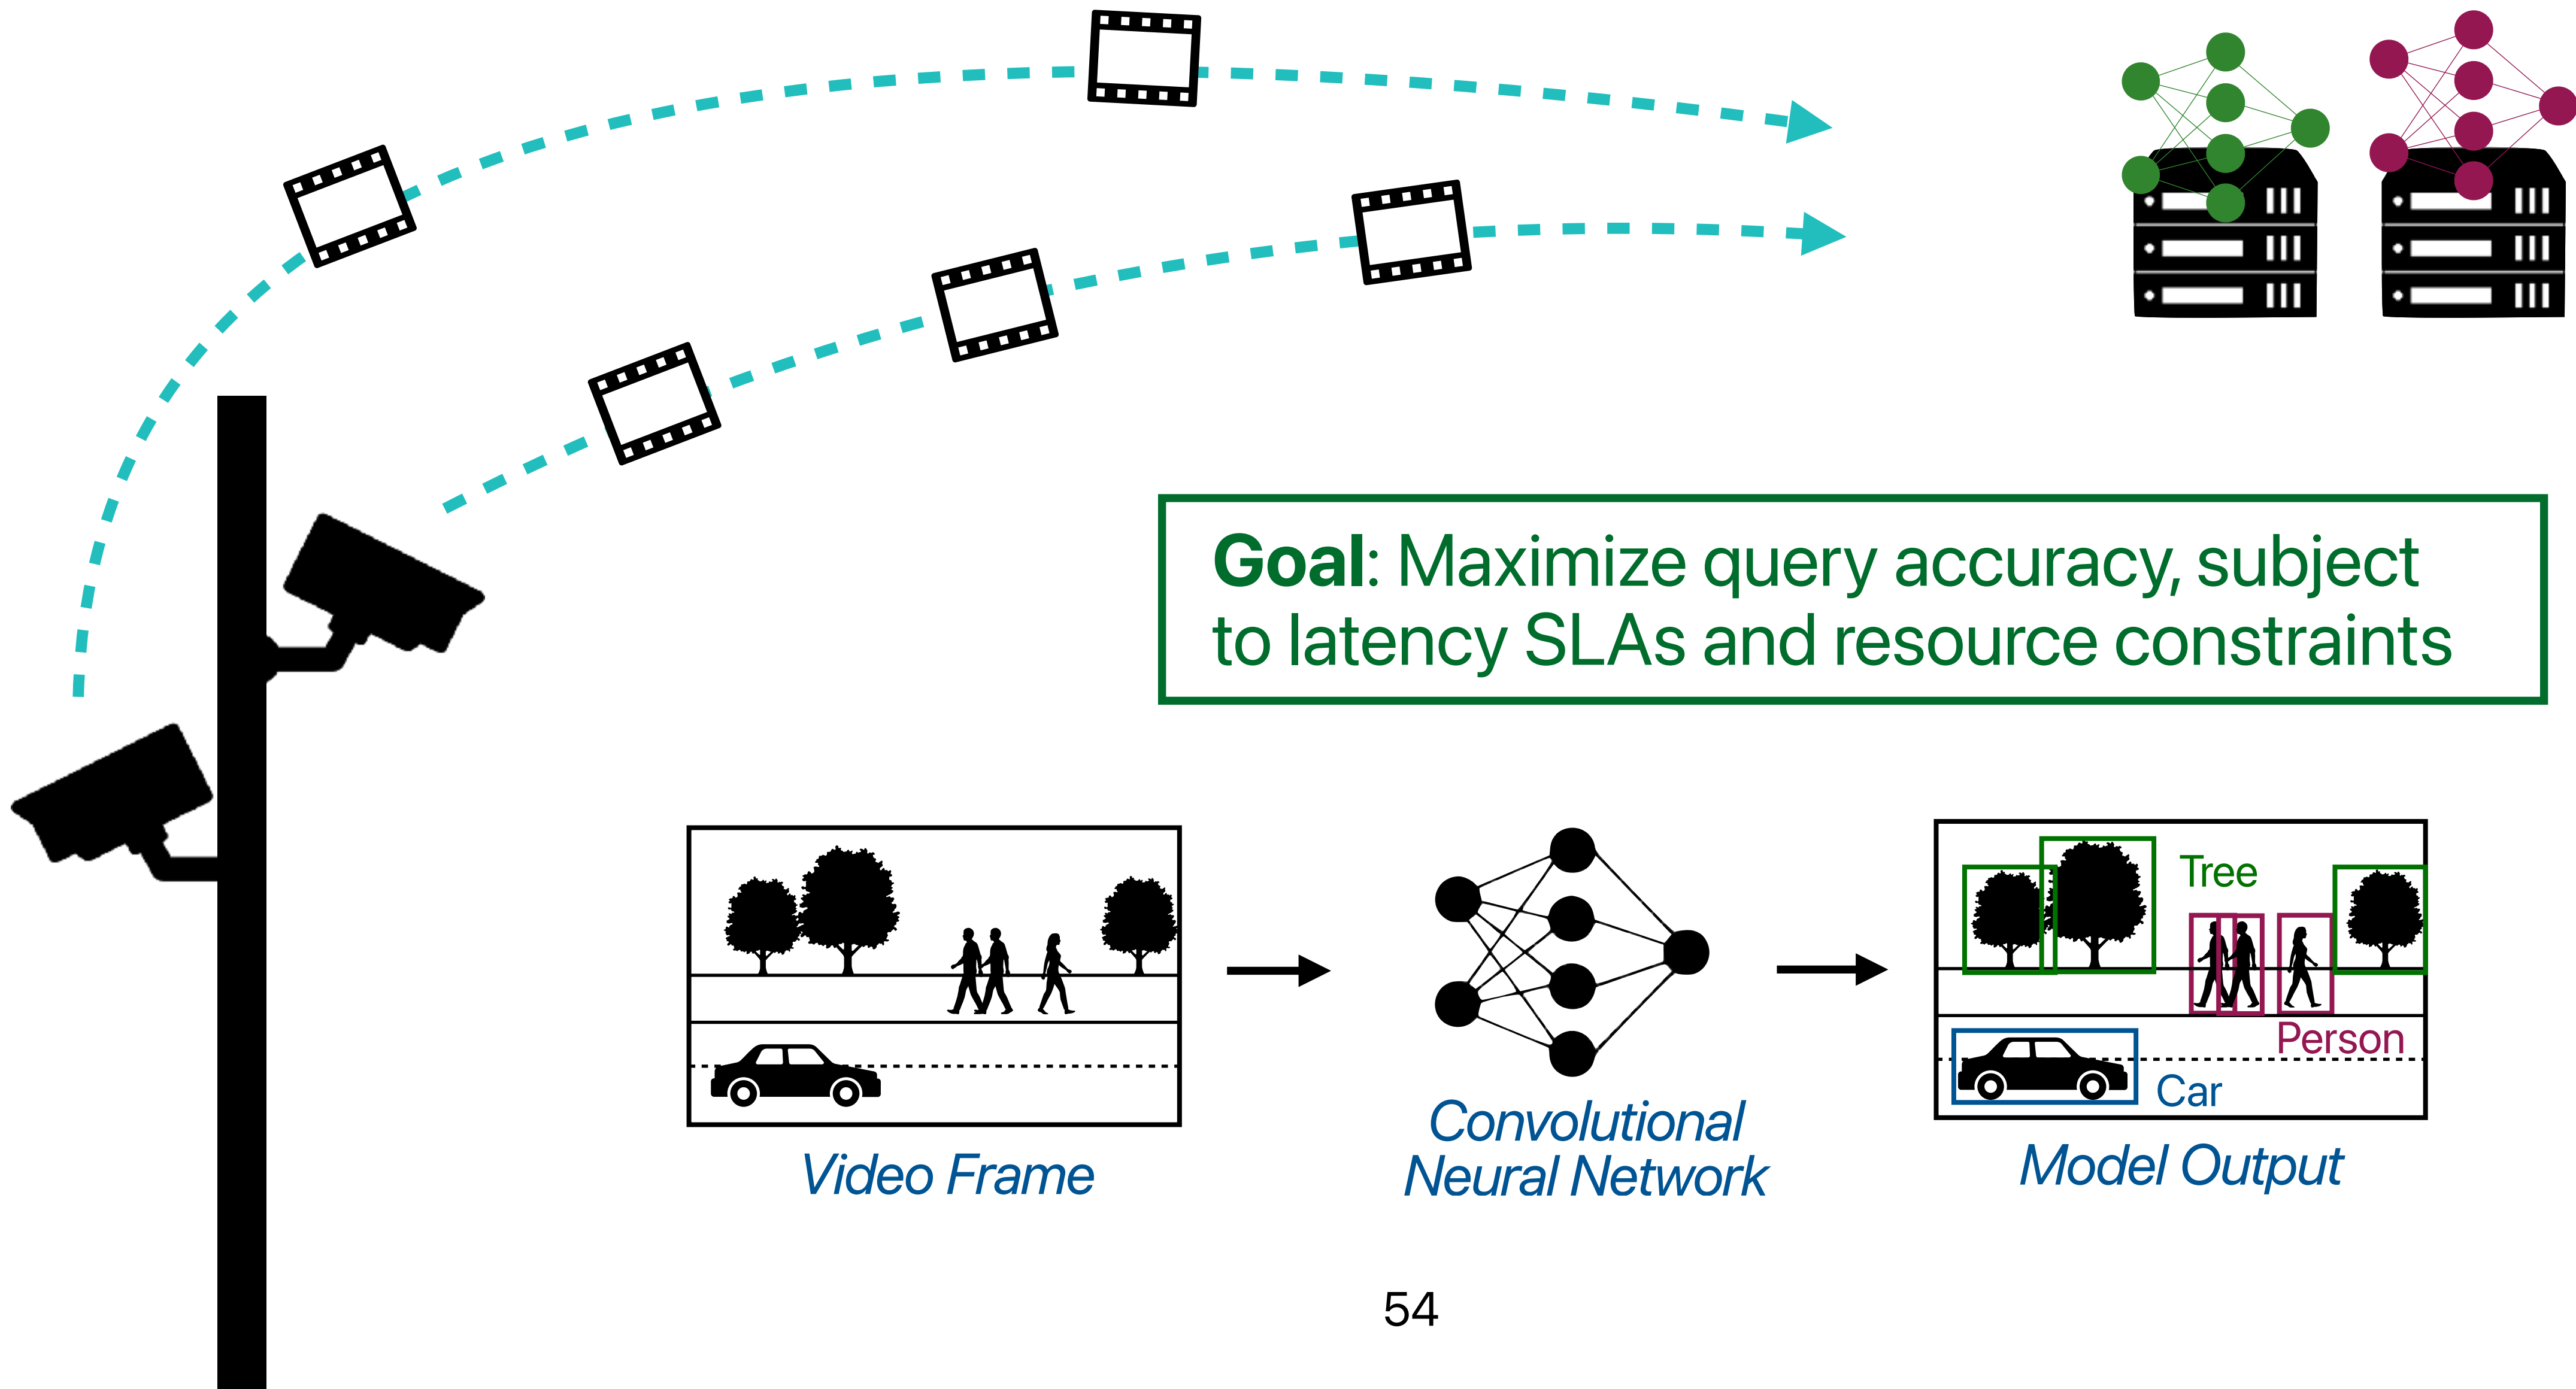 Goal: Maximize query accuracy, subject
to latency SLAs and resource constraints
Tree
Person
Car
Video Frame
Convolutional
Neural Network
Model Output
54